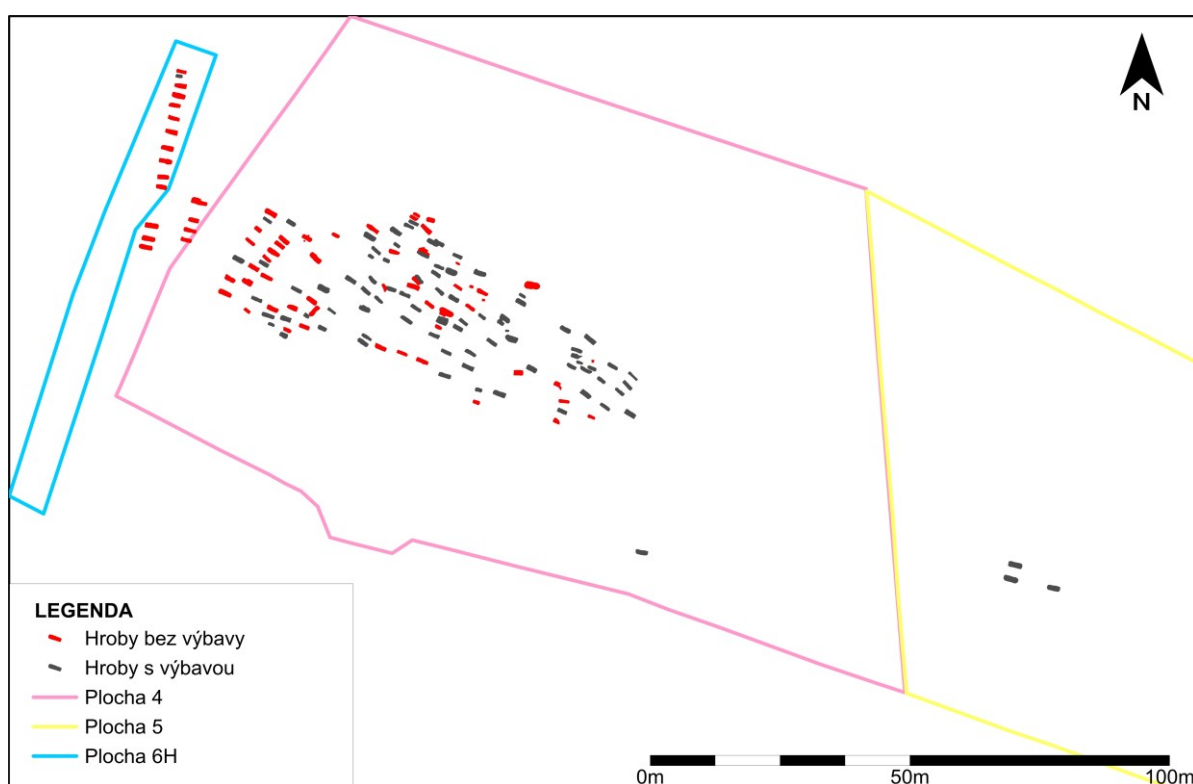 N
LEGENDA
Hroby bez výbavy
Hroby s výbavou
Plocha 4
Plocha 5
Plocha 6H
0m 50m 100m